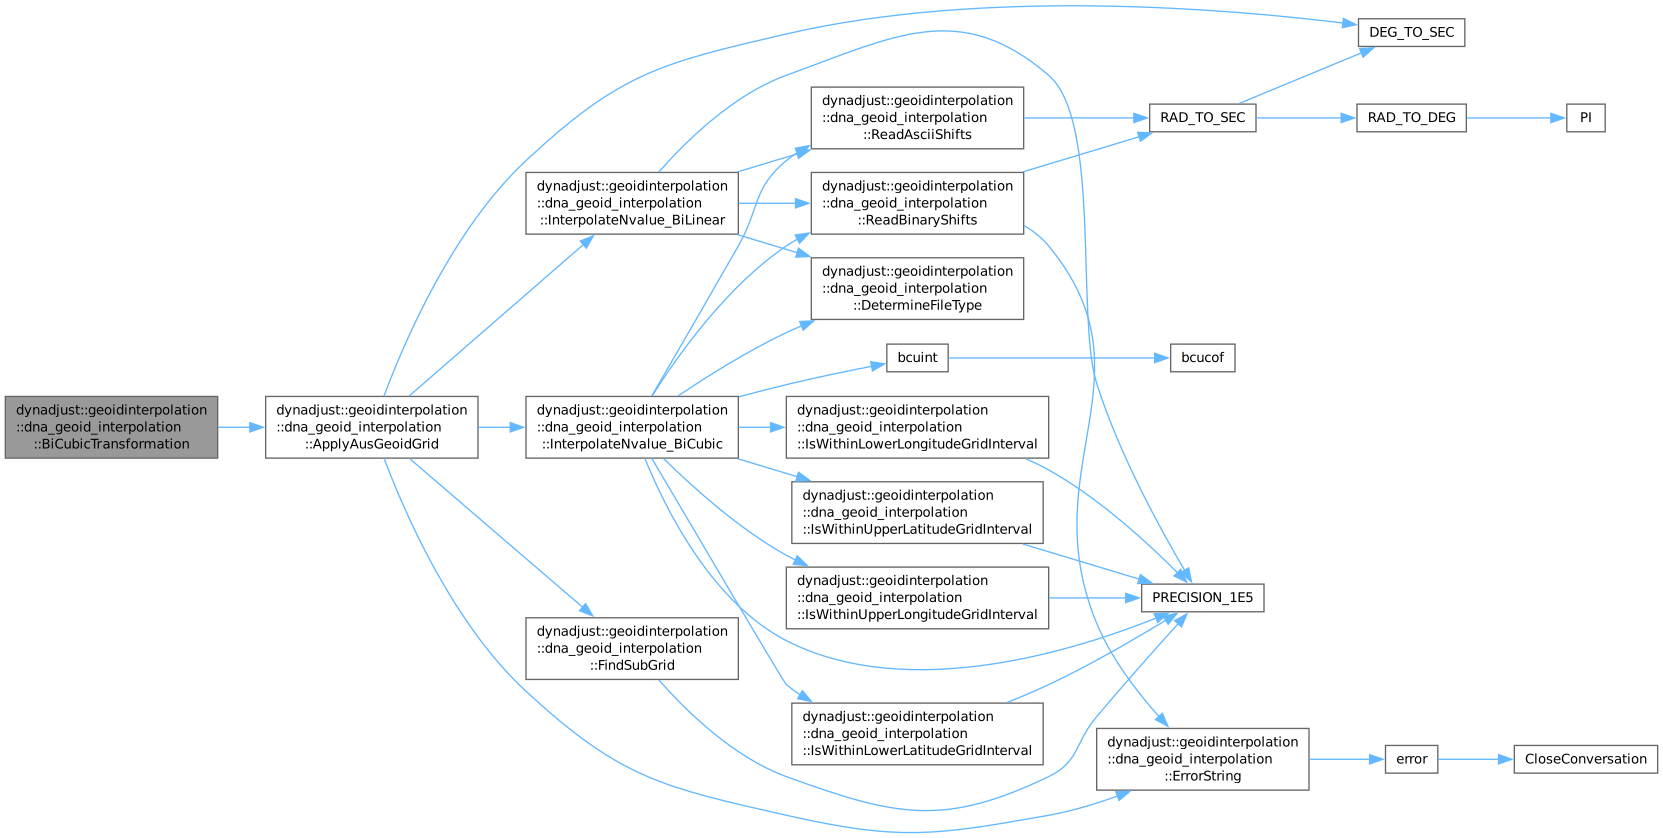 dynadjust::geoidinterpolation
::dna_geoid_interpolation
::BiCubicTransformation
dynadjust::geoidinterpolation
::dna_geoid_interpolation
::ApplyAusGeoidGrid
dynadjust::geoidinterpolation
::dna_geoid_interpolation
::InterpolateNvalue_BiLinear
dynadjust::geoidinterpolation
::dna_geoid_interpolation
::InterpolateNvalue_BiCubic
dynadjust::geoidinterpolation
::dna_geoid_interpolation
::FindSubGrid
dynadjust::geoidinterpolation
::dna_geoid_interpolation
::ReadAsciiShifts
dynadjust::geoidinterpolation
::dna_geoid_interpolation
::ReadBinaryShifts
dynadjust::geoidinterpolation
::dna_geoid_interpolation
::DetermineFileType
bcuint
dynadjust::geoidinterpolation
::dna_geoid_interpolation
::IsWithinLowerLongitudeGridInterval
dynadjust::geoidinterpolation
::dna_geoid_interpolation
::IsWithinUpperLatitudeGridInterval
dynadjust::geoidinterpolation
::dna_geoid_interpolation
::IsWithinUpperLongitudeGridInterval
dynadjust::geoidinterpolation
::dna_geoid_interpolation
::IsWithinLowerLatitudeGridInterval
RAD_TO_SEC
bcucof
PRECISION_1E5
dynadjust::geoidinterpolation
::dna_geoid_interpolation
::ErrorString
DEG_TO_SEC
RAD_TO_DEG
error
PI
CloseConversation